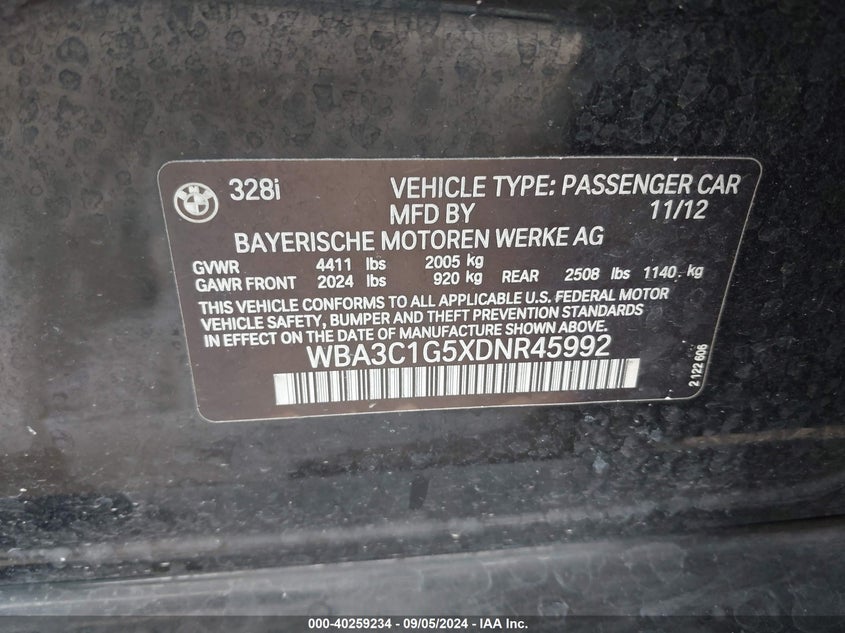 328i VEHICLE TYPE: PASSENGER CAR
MFD BY 11/12
BAYERISCHE MOTOREN WERKE AG
GVWR 4411 lbs 2005 kg
GAWR FRONT 2024 lbs 920 kg REAR 2508 lbs 1140 kg
THIS VEHICLE CONFORMS TO ALL APPLICABLE U.S. FEDERAL MOTOR
VEHICLE SAFETY, BUMPER AND THEFT PREVENTION STANDARDS
IN EFFECT ON THE DATE OF MANUFACTURE SHOWN ABOVE.
WBA3C1G5XDNR45992
2 122 606
000-40259234 - 09/05/2024 - © IAA Holdings, LLC